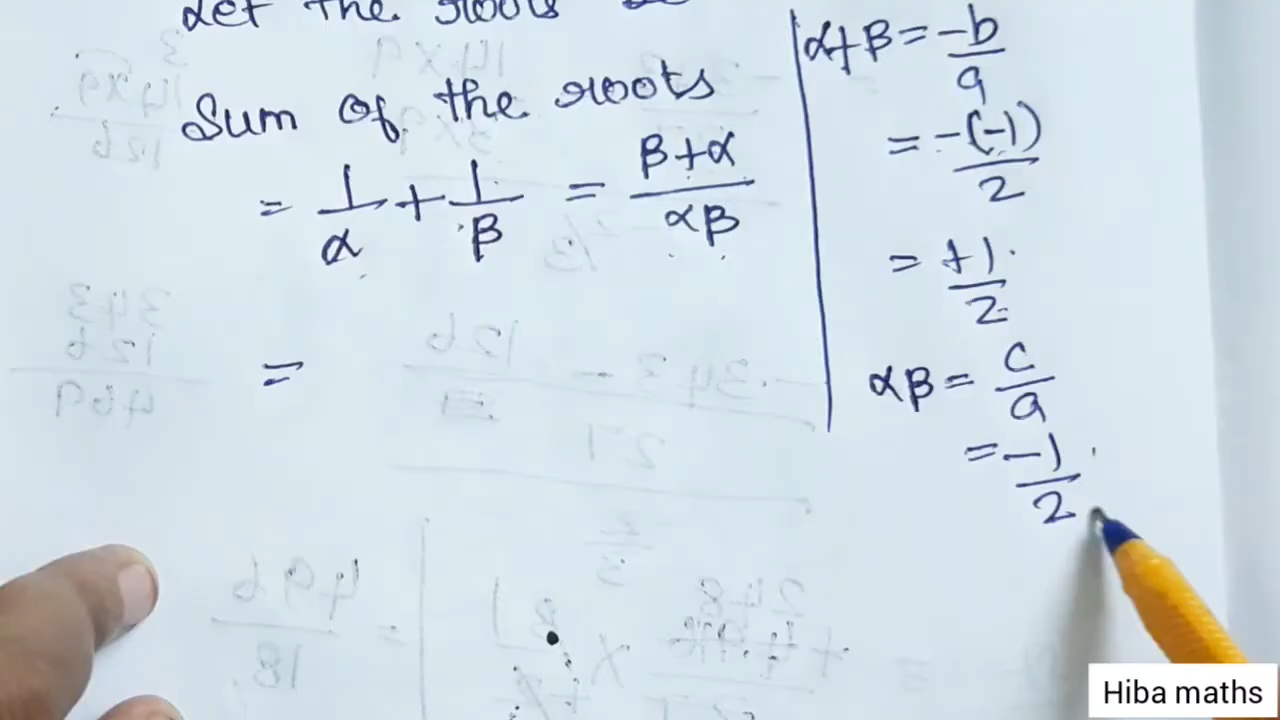 Let the roots be
Sum of the roots
= 1/α + 1/β = β+α/αβ
=
α+β = -b/a
= -(-1)/2
= +1/2
αβ = c/a
= -1/2
Hiba maths